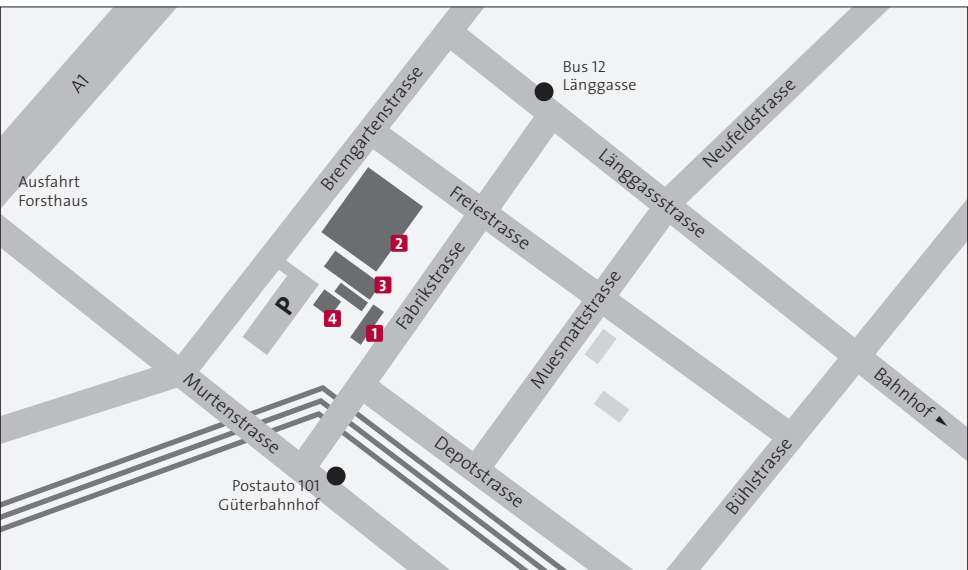 A1
Bus 12
Länggasse
Bremgartenstrasse
Neufeldstrasse
Ausfahrt
Forsthaus
Länggassstrasse
Freiestrasse
2
3
Fabrikstrasse
P
4
1
Muesmattstrasse
Murtenstrasse
Bahnhof
Depotstrasse
Bühlstrasse
Postauto 101
Güterbahnhof